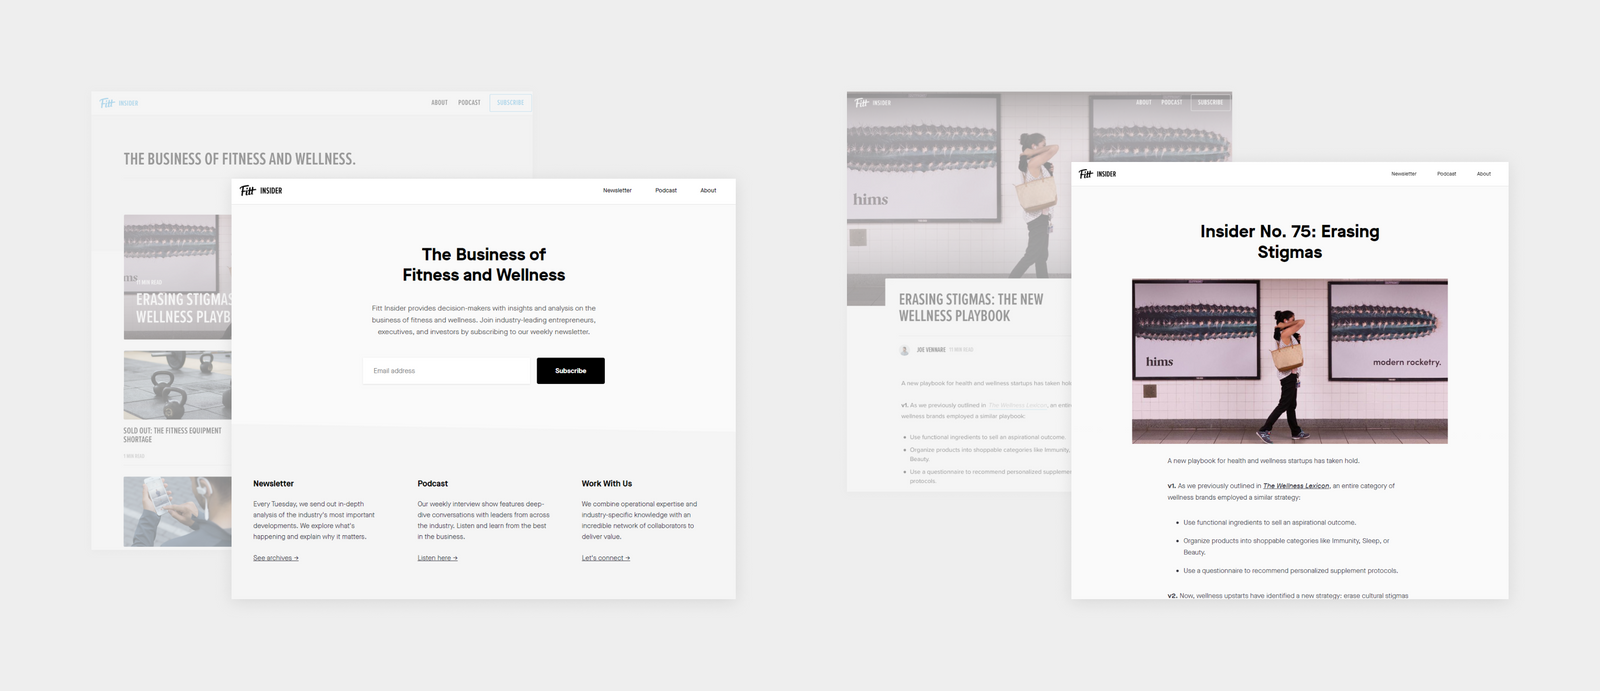 Fitt INSIDER
ABOUT PODCAST SUBSCRIBE
THE BUSINESS OF FITNESS AND WELLNESS.
ms
11 MIN READ
ERASING STIGMAS
WELLNESS PLAYB
SOLD OUT: THE FITNESS EQUIPMENT
SHORTAGE
7 MIN READ
Fitt INSIDER
Newsletter Podcast About
The Business of
Fitness and Wellness
Fitt Insider provides decision-makers with insights and analysis on the
business of fitness and wellness. Join industry-leading entrepreneurs,
executives, and investors by subscribing to our weekly newsletter.
Email address Subscribe
Newsletter
Every Tuesday, we send out in-depth
analysis of the industry's most important
developments. We explore what's
happening and explain why it matters.
See archives →
Podcast
Our weekly interview show features deep-
dive conversations with leaders from across
the industry. Listen and learn from the best
in the business.
Listen here →
Work With Us
We combine operational expertise and
industry-specific knowledge with an
incredible network of collaborators to
deliver value.
Let's connect →
Fitt INSIDER
ABOUT PODCAST SUBSCRIBE
hims
ERASING STIGMAS: THE NEW
WELLNESS PLAYBOOK
JOE VENNARE 11 MIN READ
A new playbook for health and wellness startups has taken hol
v1. As we previously outlined in The Wellness Lexicon, an entire
wellness brands employed a similar playbook:
• Use functional ingredients to sell an aspirational outcome.
• Organize products into shoppable categories like Immunity,
Beauty.
• Use a questionnaire to recommend personalized suppleme
protocols.
Fitt INSIDER
Newsletter Podcast About
Insider No. 75: Erasing
Stigmas
hims
modern rocketry.
A new playbook for health and wellness startups has taken hold.
v1. As we previously outlined in The Wellness Lexicon, an entire category of
wellness brands employed a similar strategy:
• Use functional ingredients to sell an aspirational outcome.
• Organize products into shoppable categories like Immunity, Sleep, or
Beauty.
• Use a questionnaire to recommend personalized supplement protocols.
v2. Now, wellness upstarts have identified a new strategy: erase cultural stigmas